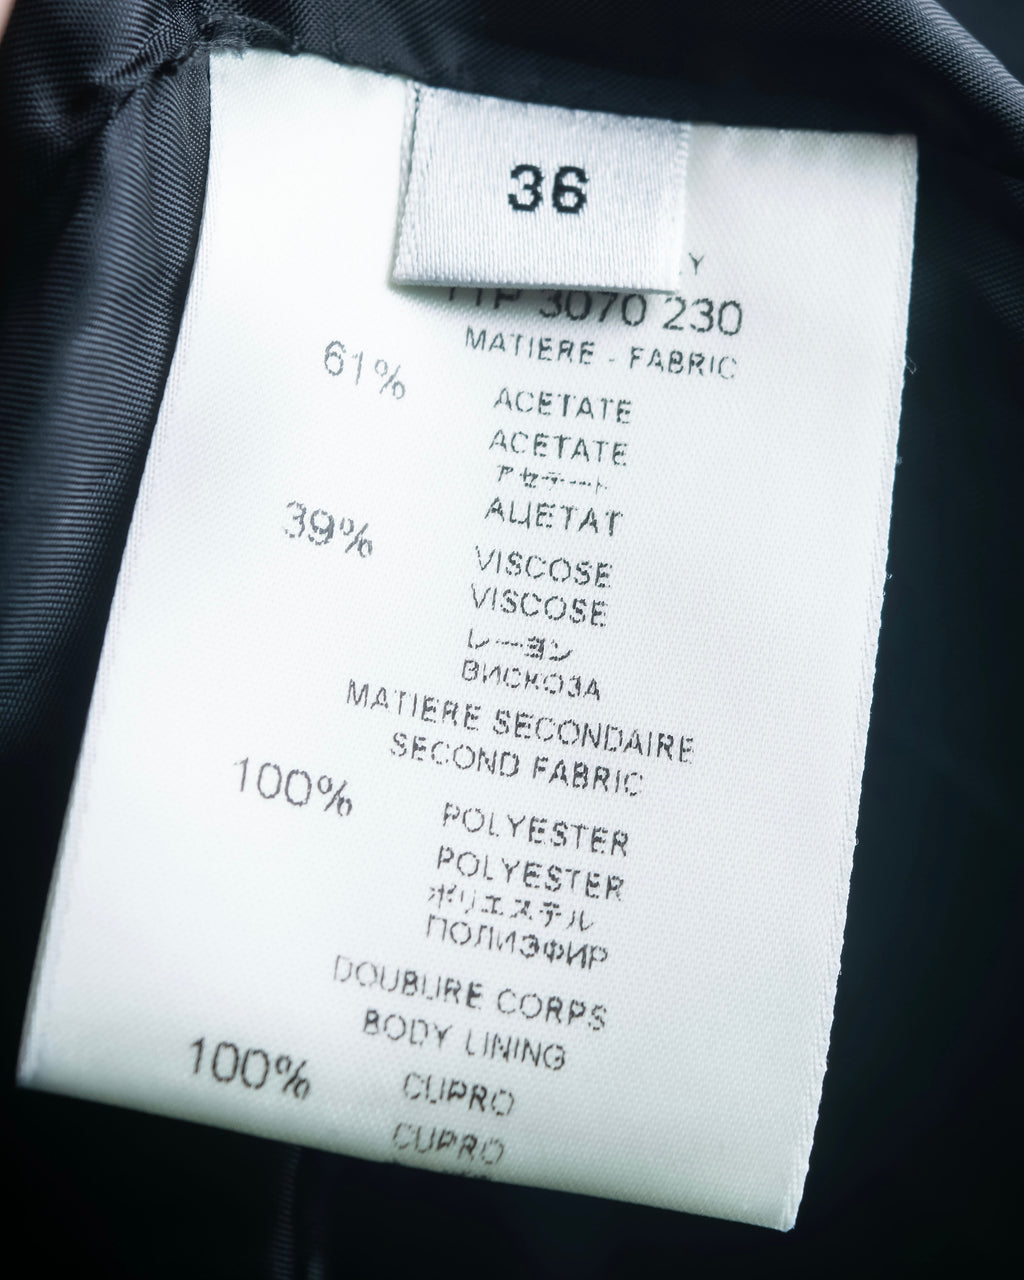 36
Y
3070 230
MATIERE - FABRIC
61% ACETATE
ACETATE
アセテート
АЦЕТАТ
39% VISCOSE
VISCOSE
レーヨン
ВИСКОЗА
MATIERE SECONDAIRE
SECOND FABRIC
100% POLYESTER
POLYESTER
ポリエステル
ПОЛИЭФИР
DOUBLURE CORPS
BODY LINING
100% CUPRO
CUPRO